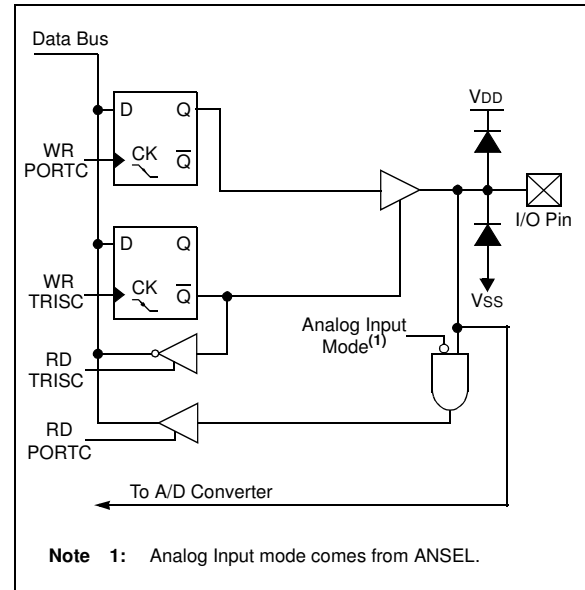 Data Bus
D Q
VDD
WR
PORTC
CK
Q
I/O Pin
D Q
WR
TRISC
CK
Q
VSS
Analog Input
Mode(1)
RD
TRISC
RD
PORTC
To A/D Converter
Note 1: Analog Input mode comes from ANSEL.